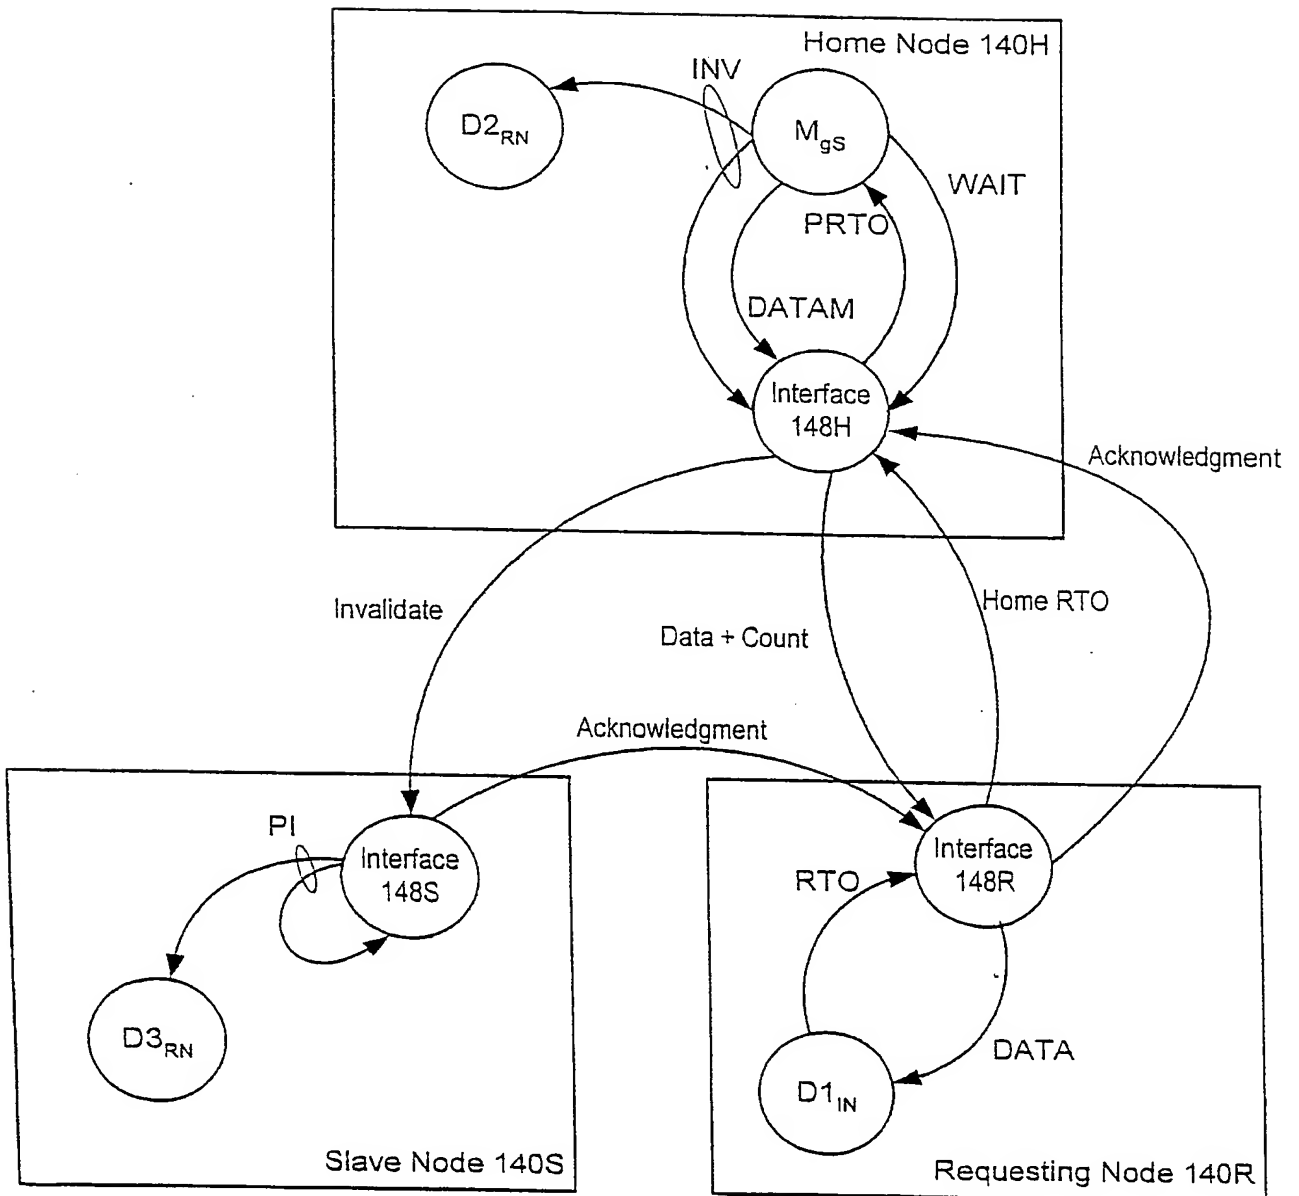 Home Node 140H
INV
D2RN
MgS
WAIT
PRTO
DATAM
Interface
148H
Acknowledgment
Invalidate
Home RTO
Data + Count
Acknowledgment
PI
Interface
148S
Interface
148R
RTO
D3RN
DATA
D1IN
Slave Node 140S
Requesting Node 140R